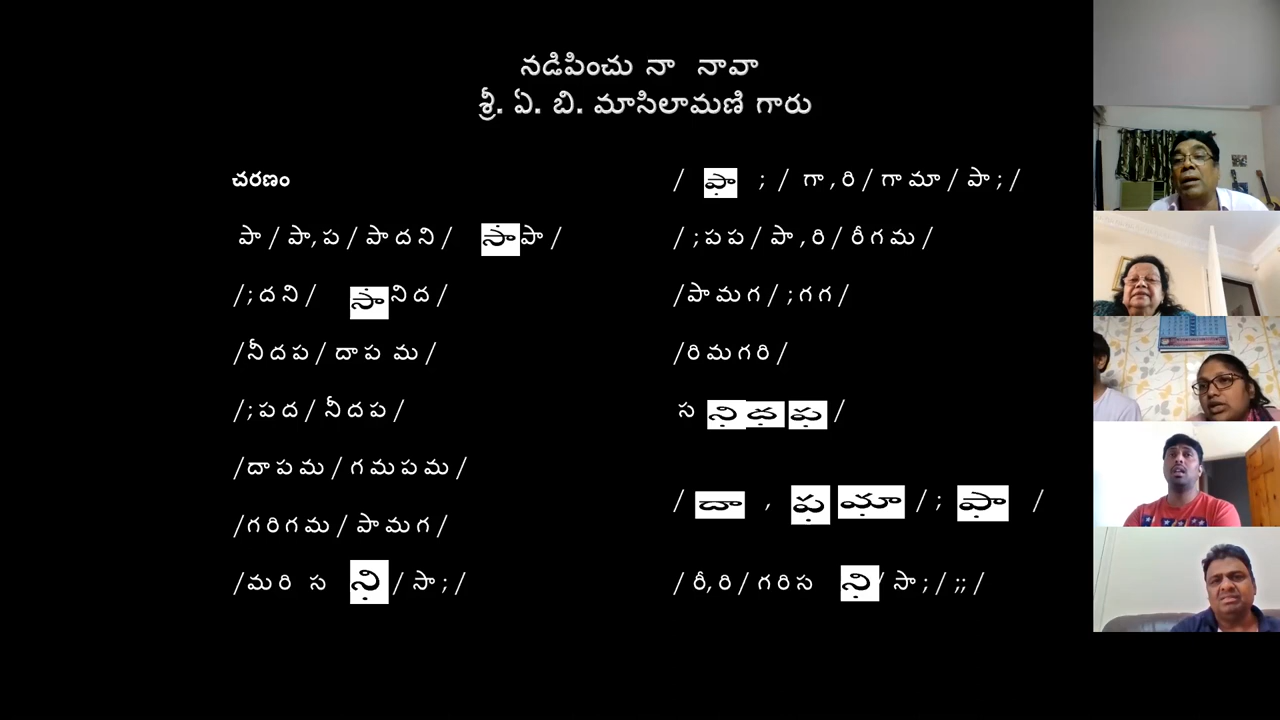 నడిపించు నా నావా
శ్రీ. ఏ. బి. మాసిలామణి గారు
చరణం
పా / పా, ప / పా ద ని / సా పా /
/ ; ద ని / సా ని ద /
/ నీ ద ప / దా ప మ /
/ ; ప ద / నీ ద ప /
/ దా ప మ / గ మ ప మ /
/ గ రి గ మ / పా మ గ /
/ మ రి స ని / సా ; /
/ పా ; / గా , రి / గా మా / పా ; /
/ ; ప ప / పా , రి / రీ గ మ /
/ పా మ గ / ; గ గ /
/ రి మ గ రి /
స ని ద ప /
/ దా , ప మా / ; పా /
/ రీ, రి / గ రి స ని / సా ; / ;; /